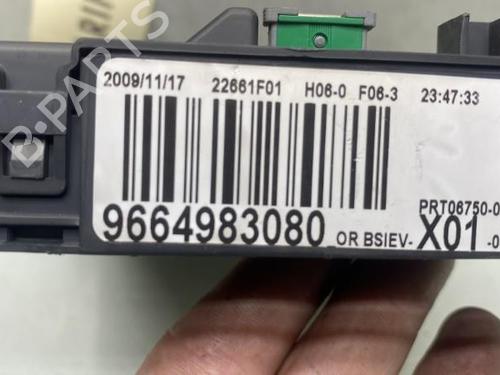 2009/11/17 22661F01 H06-0 F06-3 23:47:33
PRT06750-0
9664983080 OR BSIEV- X01 -0
B-PARTS